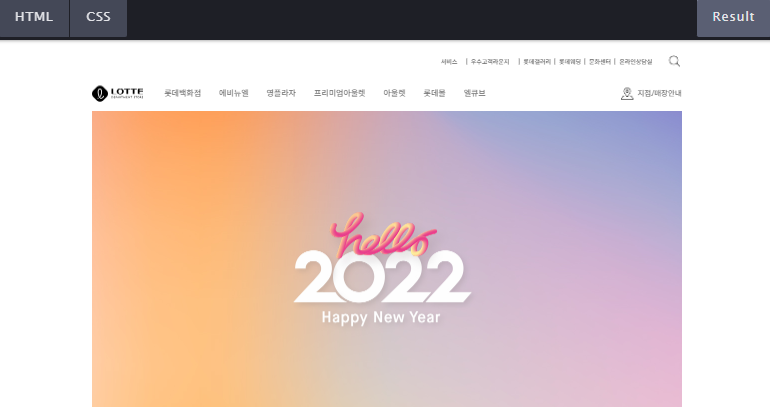 HTML CSS Result
서비스 | 우수고객라운지 | 롯데갤러리 | 롯데웨딩 | 문화센터 | 온라인상담실
LOTTE 롯데백화점 에비뉴엘 영플라자 프리미엄아울렛 아울렛 롯데몰 엘큐브 지점/매장안내
DEPARTMENT STORE
hello
2022
Happy New Year